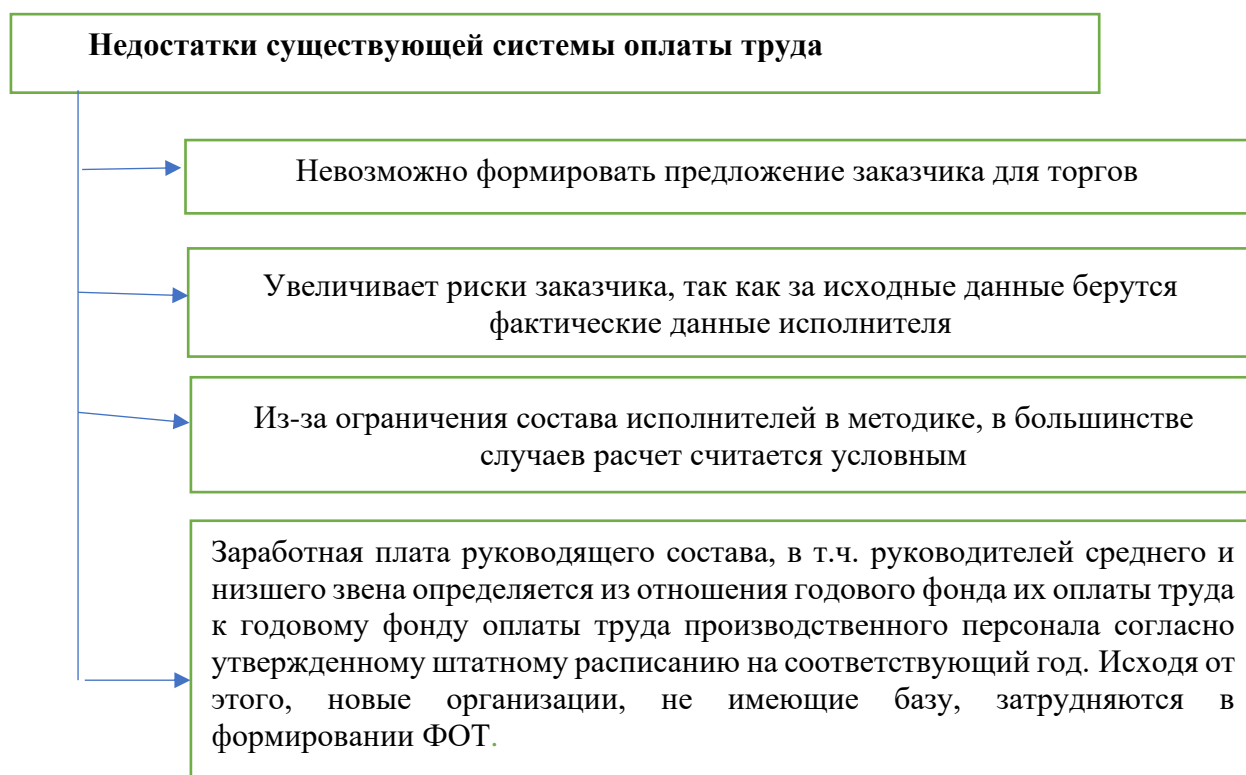 Недостатки существующей системы оплаты труда
Невозможно формировать предложение заказчика для торгов
Увеличивает риски заказчика, так как за исходные данные берутся
фактические данные исполнителя
Из-за ограничения состава исполнителей в методике, в большинстве
случаев расчет считается условным
Заработная плата руководящего состава, в т.ч. руководителей среднего и
низшего звена определяется из отношения годового фонда их оплаты труда
к годовому фонду оплаты труда производственного персонала согласно
утвержденному штатному расписанию на соответствующий год. Исходя от
этого, новые организации, не имеющие базу, затрудняются в
формировании ФОТ.